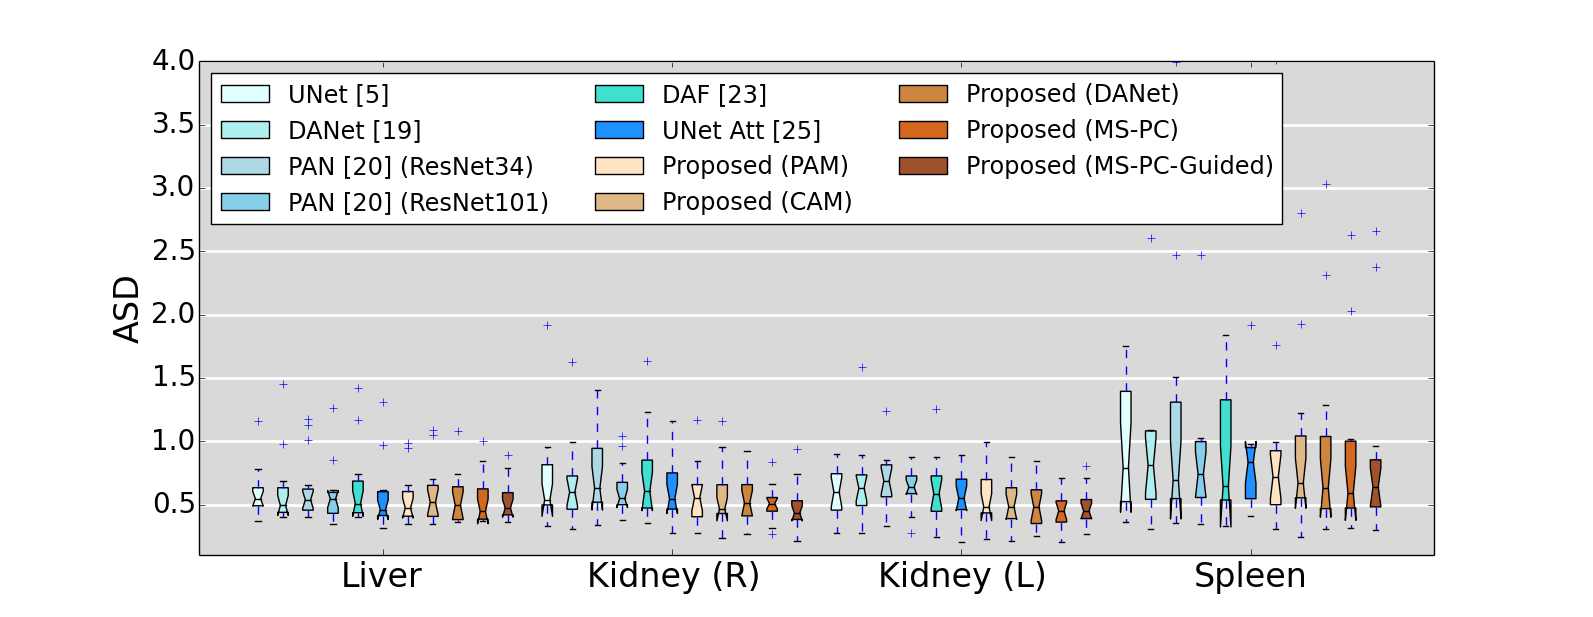 4.0
3.5
3.0
2.5
2.0
1.5
1.0
0.5
ASD
UNet [5]
DANet [19]
PAN [20] (ResNet34)
PAN [20] (ResNet101)
DAF [23]
UNet Att [25]
Proposed (PAM)
Proposed (CAM)
Proposed (DANet)
Proposed (MS-PC)
Proposed (MS-PC-Guided)
Liver
Kidney (R)
Kidney (L)
Spleen